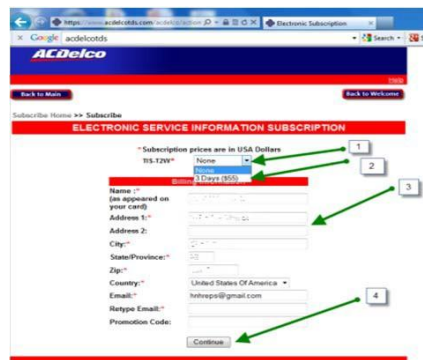 https://www.acdelcotds.com/acdelco/action
Electronic Subscription
x Google acdelcotds
Search
ACDelco
Help
Back to Main
Back to Welcome
Subscribe Home >> Subscribe
ELECTRONIC SERVICE INFORMATION SUBSCRIPTION
*Subscription prices are in USA Dollars
1
TIS-T2W* None
None
2
3 Days ($55)
Name :*
(as appeared on
your card)
3
Address 1:*
Address 2:
City:*
State/Province:*
Zip:*
Country:* United States Of America
4
Email:* hnhreps@gmail.com
Retype Email:*
Promotion Code:
Continue